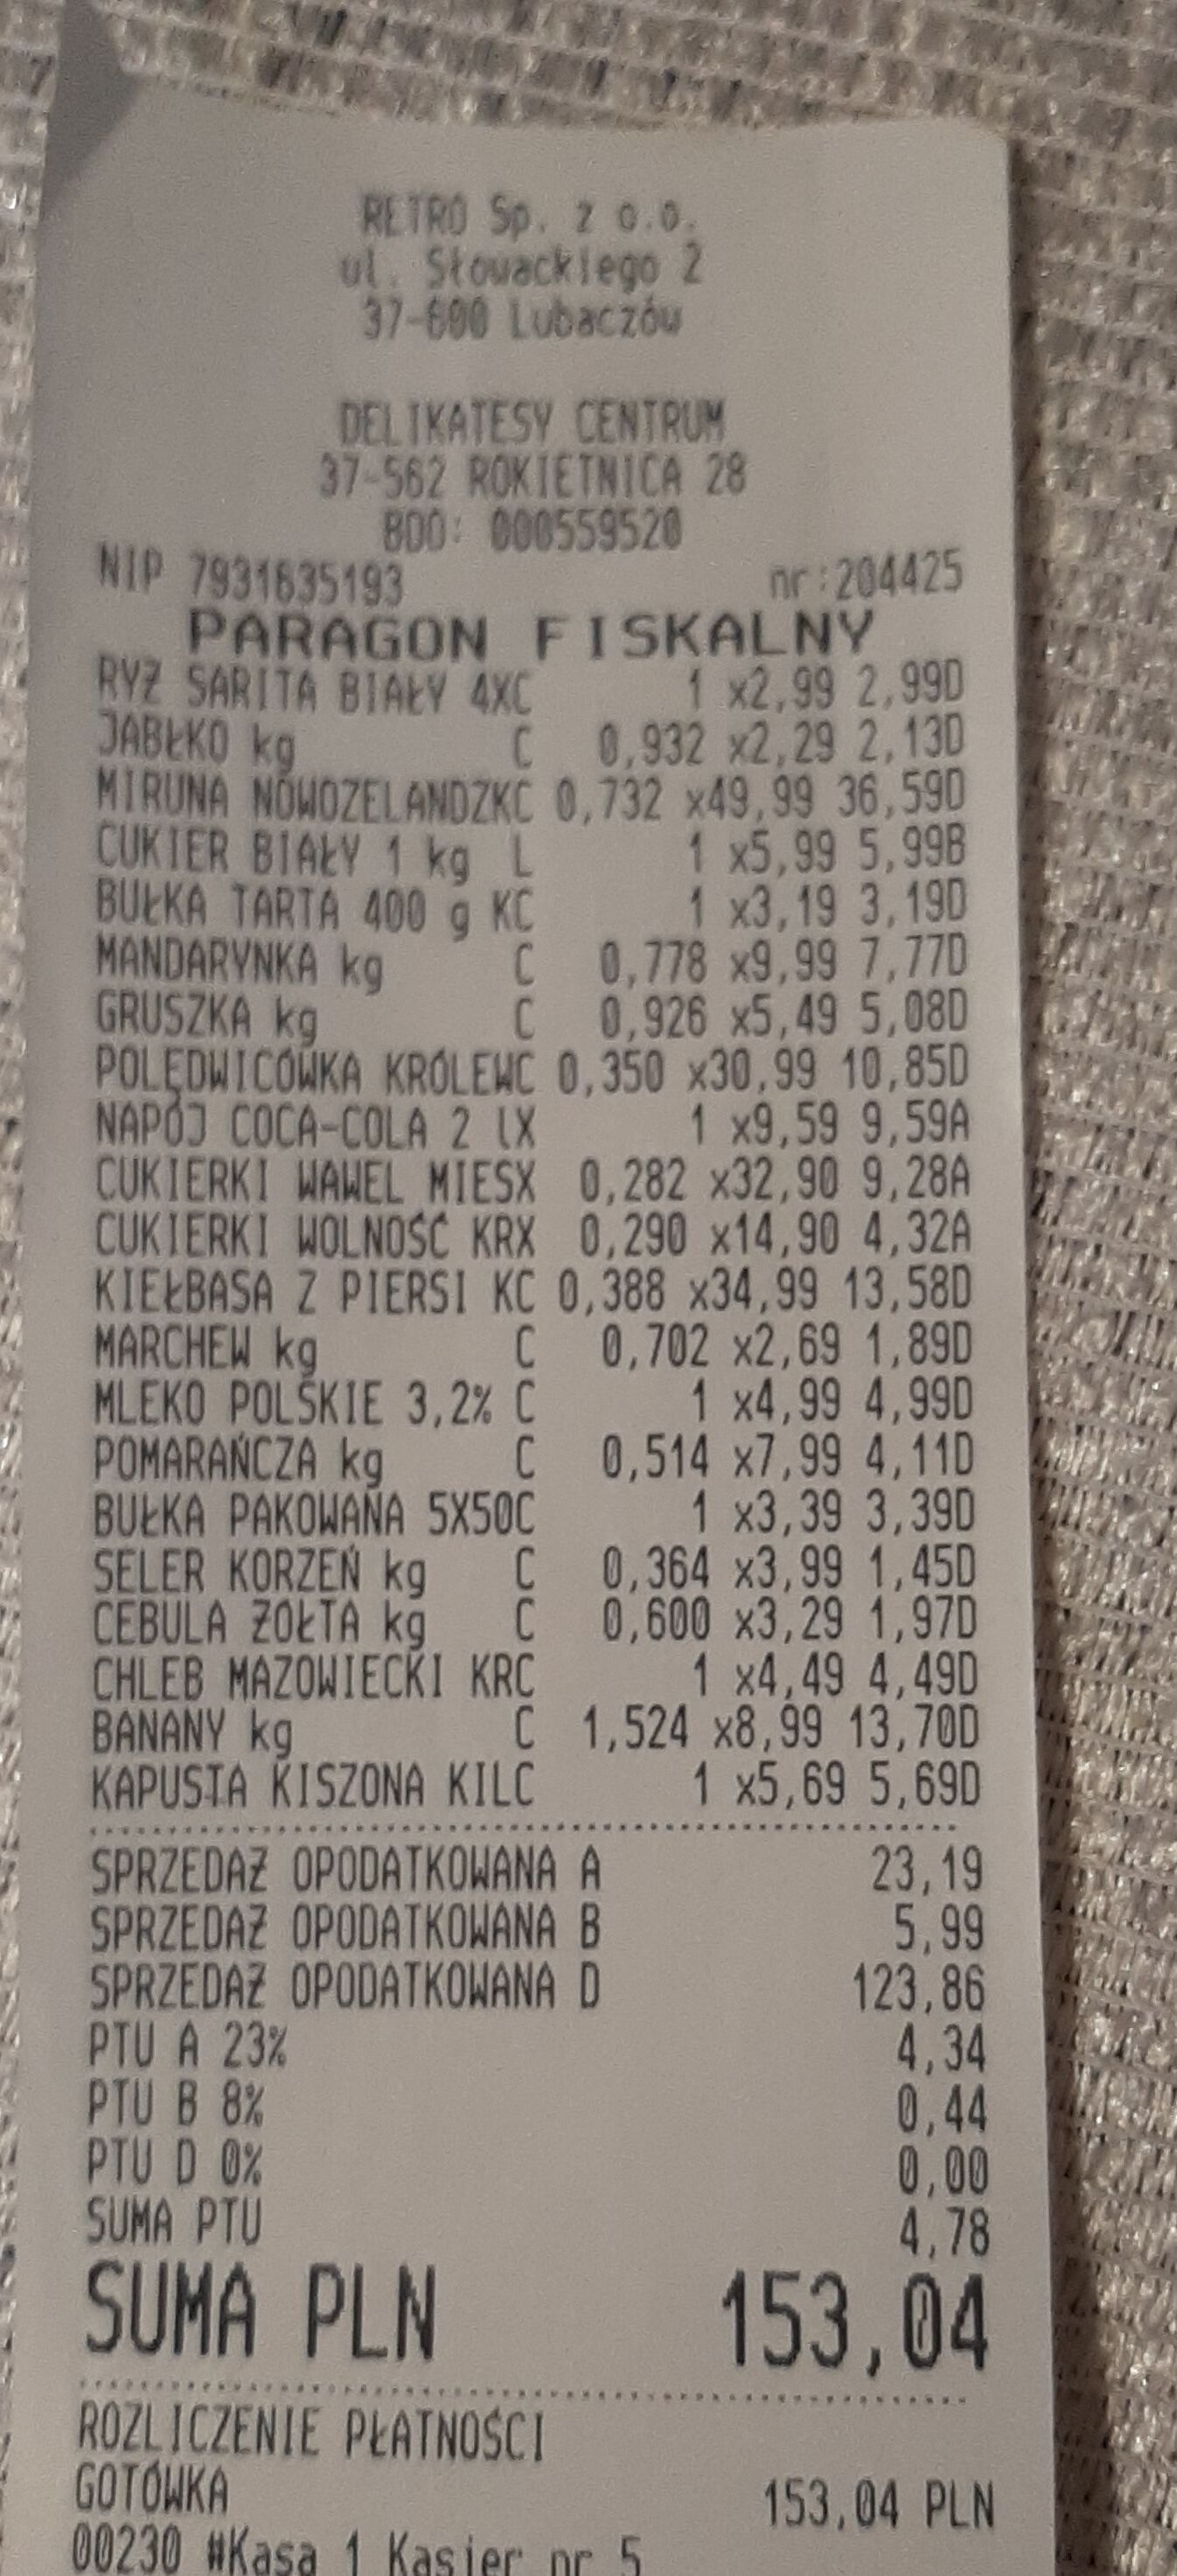 RETRO Sp. z o.o.
ul. Słowackiego 2
37-600 Lubaczów
DELIKATESY CENTRUM
37-562 ROKIETNICA 28
BDO: 000559520
NIP 7931635193 nr:204425
PARAGON FISKALNY
RYŻ SARITA BIAŁY 4XC 1 x2,99 2,99D
JABŁKO kg C 0,932 x2,29 2,13D
MIRUNA NOWOZELANDZKC 0,732 x49,99 36,59D
CUKIER BIAŁY 1 kg L 1 x5,99 5,99B
BUŁKA TARTA 400 g KC 1 x3,19 3,19D
MANDARYNKA kg C 0,778 x9,99 7,77D
GRUSZKA kg C 0,926 x5,49 5,08D
POLĘDWICÓWKA KRÓLEWC 0,350 x30,99 10,85D
NAPÓJ COCA-COLA 2 lX 1 x9,59 9,59A
CUKIERKI WAWEL MIESX 0,282 x32,90 9,28A
CUKIERKI WOLNOŚĆ KRX 0,290 x14,90 4,32A
KIEŁBASA Z PIERSI KC 0,388 x34,99 13,58D
MARCHEW kg C 0,702 x2,69 1,89D
MLEKO POLSKIE 3,2% C 1 x4,99 4,99D
POMARAŃCZA kg C 0,514 x7,99 4,11D
BUŁKA PAKOWANA 5X50C 1 x3,39 3,39D
SELER KORZEŃ kg C 0,364 x3,99 1,45D
CEBULA ŻÓŁTA kg C 0,600 x3,29 1,97D
CHLEB MAZOWIECKI KRC 1 x4,49 4,49D
BANANY kg C 1,524 x8,99 13,70D
KAPUSTA KISZONA KILC 1 x5,69 5,69D
SPRZEDAŻ OPODATKOWANA A 23,19
SPRZEDAŻ OPODATKOWANA B 5,99
SPRZEDAŻ OPODATKOWANA D 123,86
PTU A 23% 4,34
PTU B 8% 0,44
PTU D 0% 0,00
SUMA PTU 4,78
SUMA PLN 153,04
ROZLICZENIE PŁATNOŚCI
GOTÓWKA 153,04 PLN
00230 #Kasa 1 Kasjer nr 5